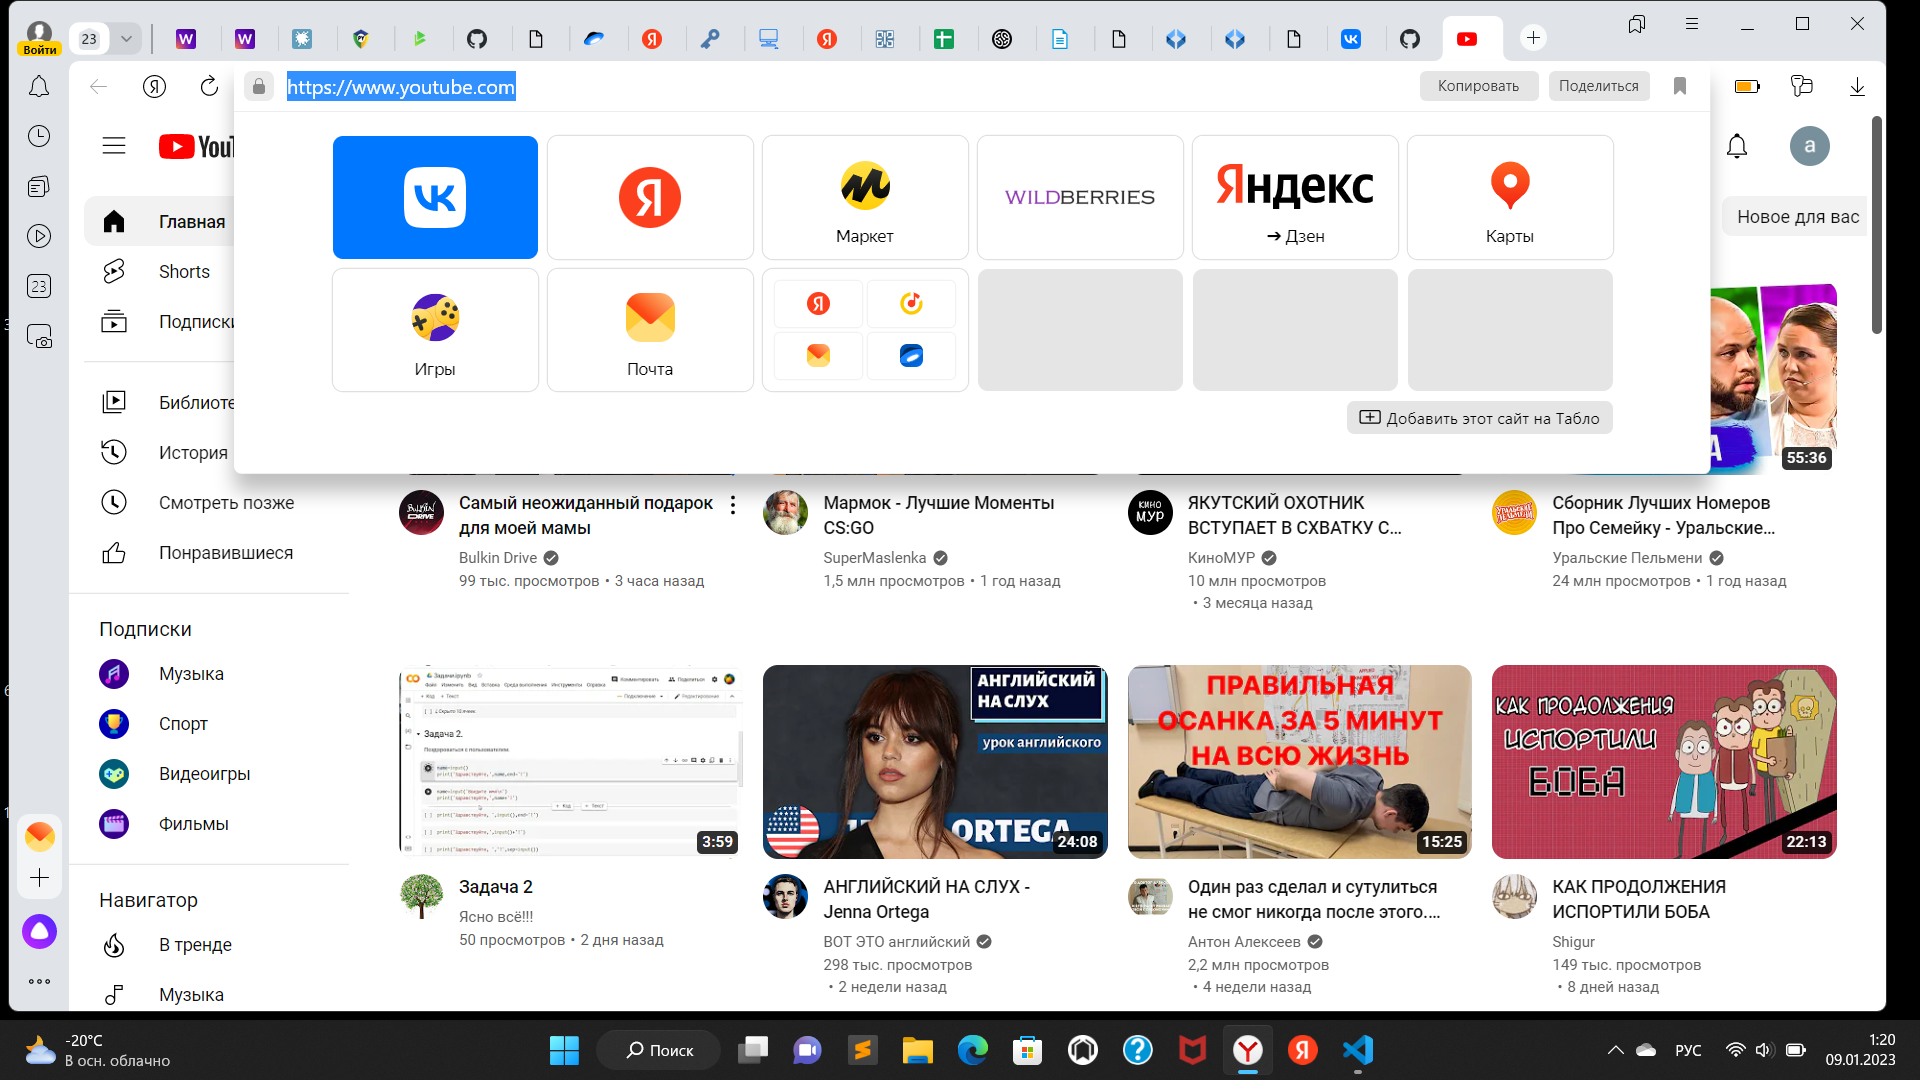 Войти
23
https://www.youtube.com
Копировать
Поделиться
YouT
a
Новое для вас
Главная
Shorts
Подписки
23
Библиоте
История
Смотреть позже
Понравившиеся
Подписки
Музыка
Спорт
Видеоигры
Фильмы
Навигатор
В тренде
Музыка
Маркет
WILDBERRIES
Яндекс
➔ Дзен
Карты
Игры
Почта
Добавить этот сайт на Табло
55:36
Самый неожиданный подарок
для моей мамы
Bulkin Drive
99 тыс. просмотров • 3 часа назад
Мармок - Лучшие Моменты
CS:GO
SuperMaslenka
1,5 млн просмотров • 1 год назад
КИНО
МУР
ЯКУТСКИЙ ОХОТНИК
ВСТУПАЕТ В СХВАТКУ С...
КиноМУР
10 млн просмотров
• 3 месяца назад
Сборник Лучших Номеров
Про Семейку - Уральские...
Уральские Пельмени
24 млн просмотров • 1 год назад
Задача 2.
Поздороваться с пользователем.
3:59
Задача 2
Ясно всё!!!
50 просмотров • 2 дня назад
АНГЛИЙСКИЙ
НА СЛУХ
урок английского
ORTEGA
24:08
АНГЛИЙСКИЙ НА СЛУХ -
Jenna Ortega
ВОТ ЭТО английский
298 тыс. просмотров
• 2 недели назад
ПРАВИЛЬНАЯ
ОСАНКА ЗА 5 МИНУТ
НА ВСЮ ЖИЗНЬ
15:25
Один раз сделал и сутулиться
не смог никогда после этого....
Антон Алексеев
2,2 млн просмотров
• 4 недели назад
КАК ПРОДОЛЖЕНИЯ
ИСПОРТИЛИ
БОБА
22:13
КАК ПРОДОЛЖЕНИЯ
ИСПОРТИЛИ БОБА
Shigur
149 тыс. просмотров
• 8 дней назад
-20°C
В осн. облачно
Поиск
РУС
1:20
09.01.2023